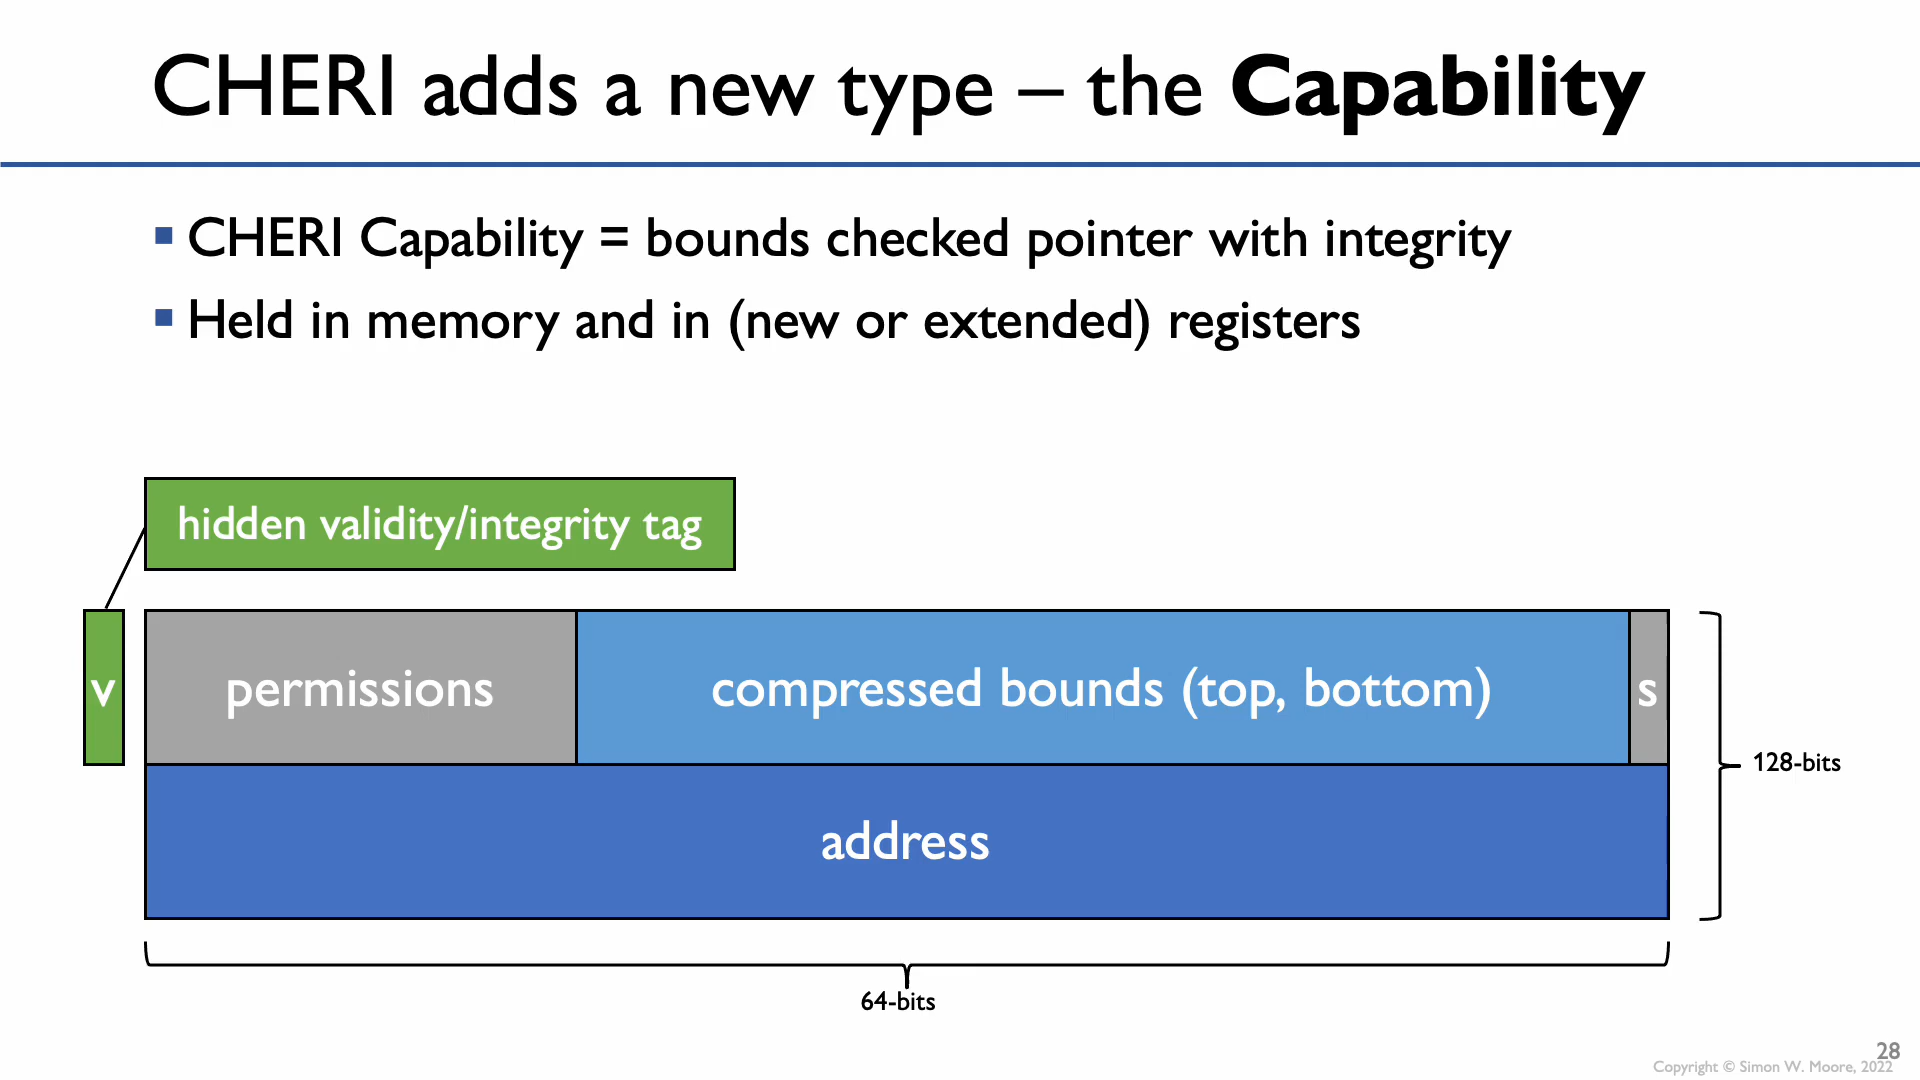 CHERI adds a new type – the Capability
▪ CHERI Capability = bounds checked pointer with integrity
▪ Held in memory and in (new or extended) registers
hidden validity/integrity tag
v
permissions
compressed bounds (top, bottom)
s
128-bits
address
64-bits
28
Copyright © Simon W. Moore, 2022